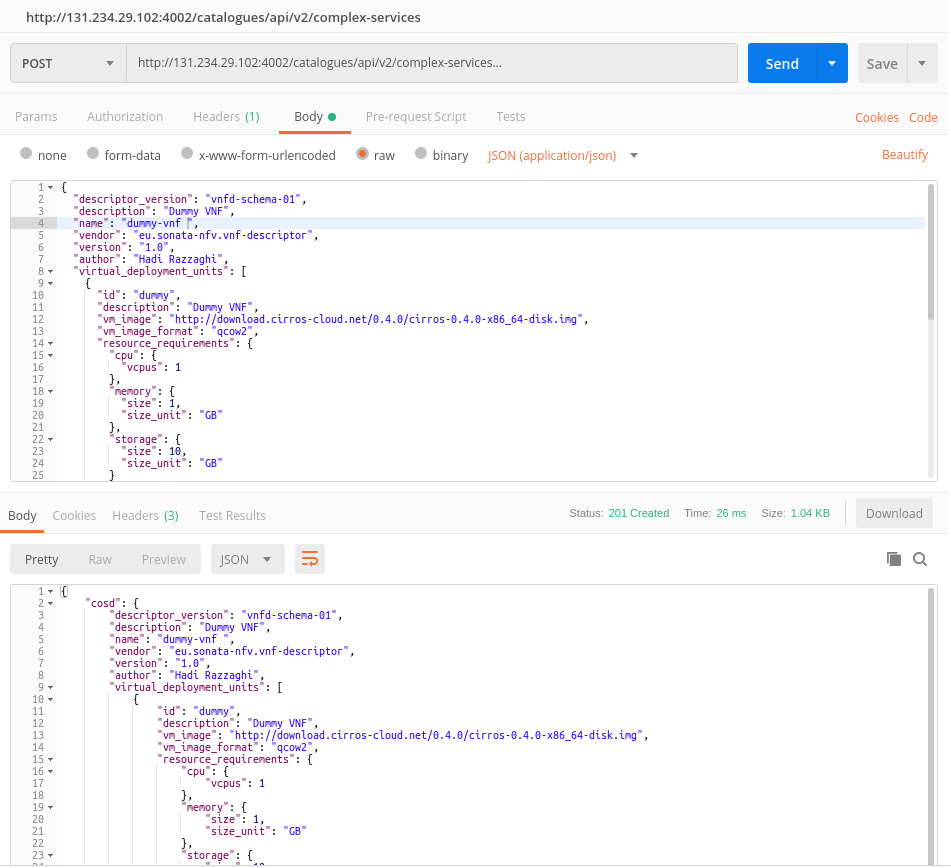 http://131.234.29.102:4002/catalogues/api/v2/complex-services
POST http://131.234.29.102:4002/catalogues/api/v2/complex-services... Send Save
Params Authorization Headers (1) Body Pre-request Script Tests Cookies Code
none form-data x-www-form-urlencoded raw binary JSON (application/json) Beautify
1 {
2 "descriptor_version": "vnfd-schema-01",
3 "description": "Dummy VNF",
4 "name": "dummy-vnf ",
5 "vendor": "eu.sonata-nfv.vnf-descriptor",
6 "version": "1.0",
7 "author": "Hadi Razzaghi",
8 "virtual_deployment_units": [
9 {
10 "id": "dummy",
11 "description": "Dummy VNF",
12 "vm_image": "http://download.cirros-cloud.net/0.4.0/cirros-0.4.0-x86_64-disk.img",
13 "vm_image_format": "qcow2",
14 "resource_requirements": {
15 "cpu": {
16 "vcpus": 1
17 },
18 "memory": {
19 "size": 1,
20 "size_unit": "GB"
21 },
22 "storage": {
23 "size": 10,
24 "size_unit": "GB"
25 }
Body Cookies Headers (3) Test Results Status: 201 Created Time: 26 ms Size: 1.04 KB Download
Pretty Raw Preview JSON
1 {
2 "cosd": {
3 "descriptor_version": "vnfd-schema-01",
4 "description": "Dummy VNF",
5 "name": "dummy-vnf ",
6 "vendor": "eu.sonata-nfv.vnf-descriptor",
7 "version": "1.0",
8 "author": "Hadi Razzaghi",
9 "virtual_deployment_units": [
10 {
11 "id": "dummy",
12 "description": "Dummy VNF",
13 "vm_image": "http://download.cirros-cloud.net/0.4.0/cirros-0.4.0-x86_64-disk.img",
14 "vm_image_format": "qcow2",
15 "resource_requirements": {
16 "cpu": {
17 "vcpus": 1
18 },
19 "memory": {
20 "size": 1,
21 "size_unit": "GB"
22 },
23 "storage": {